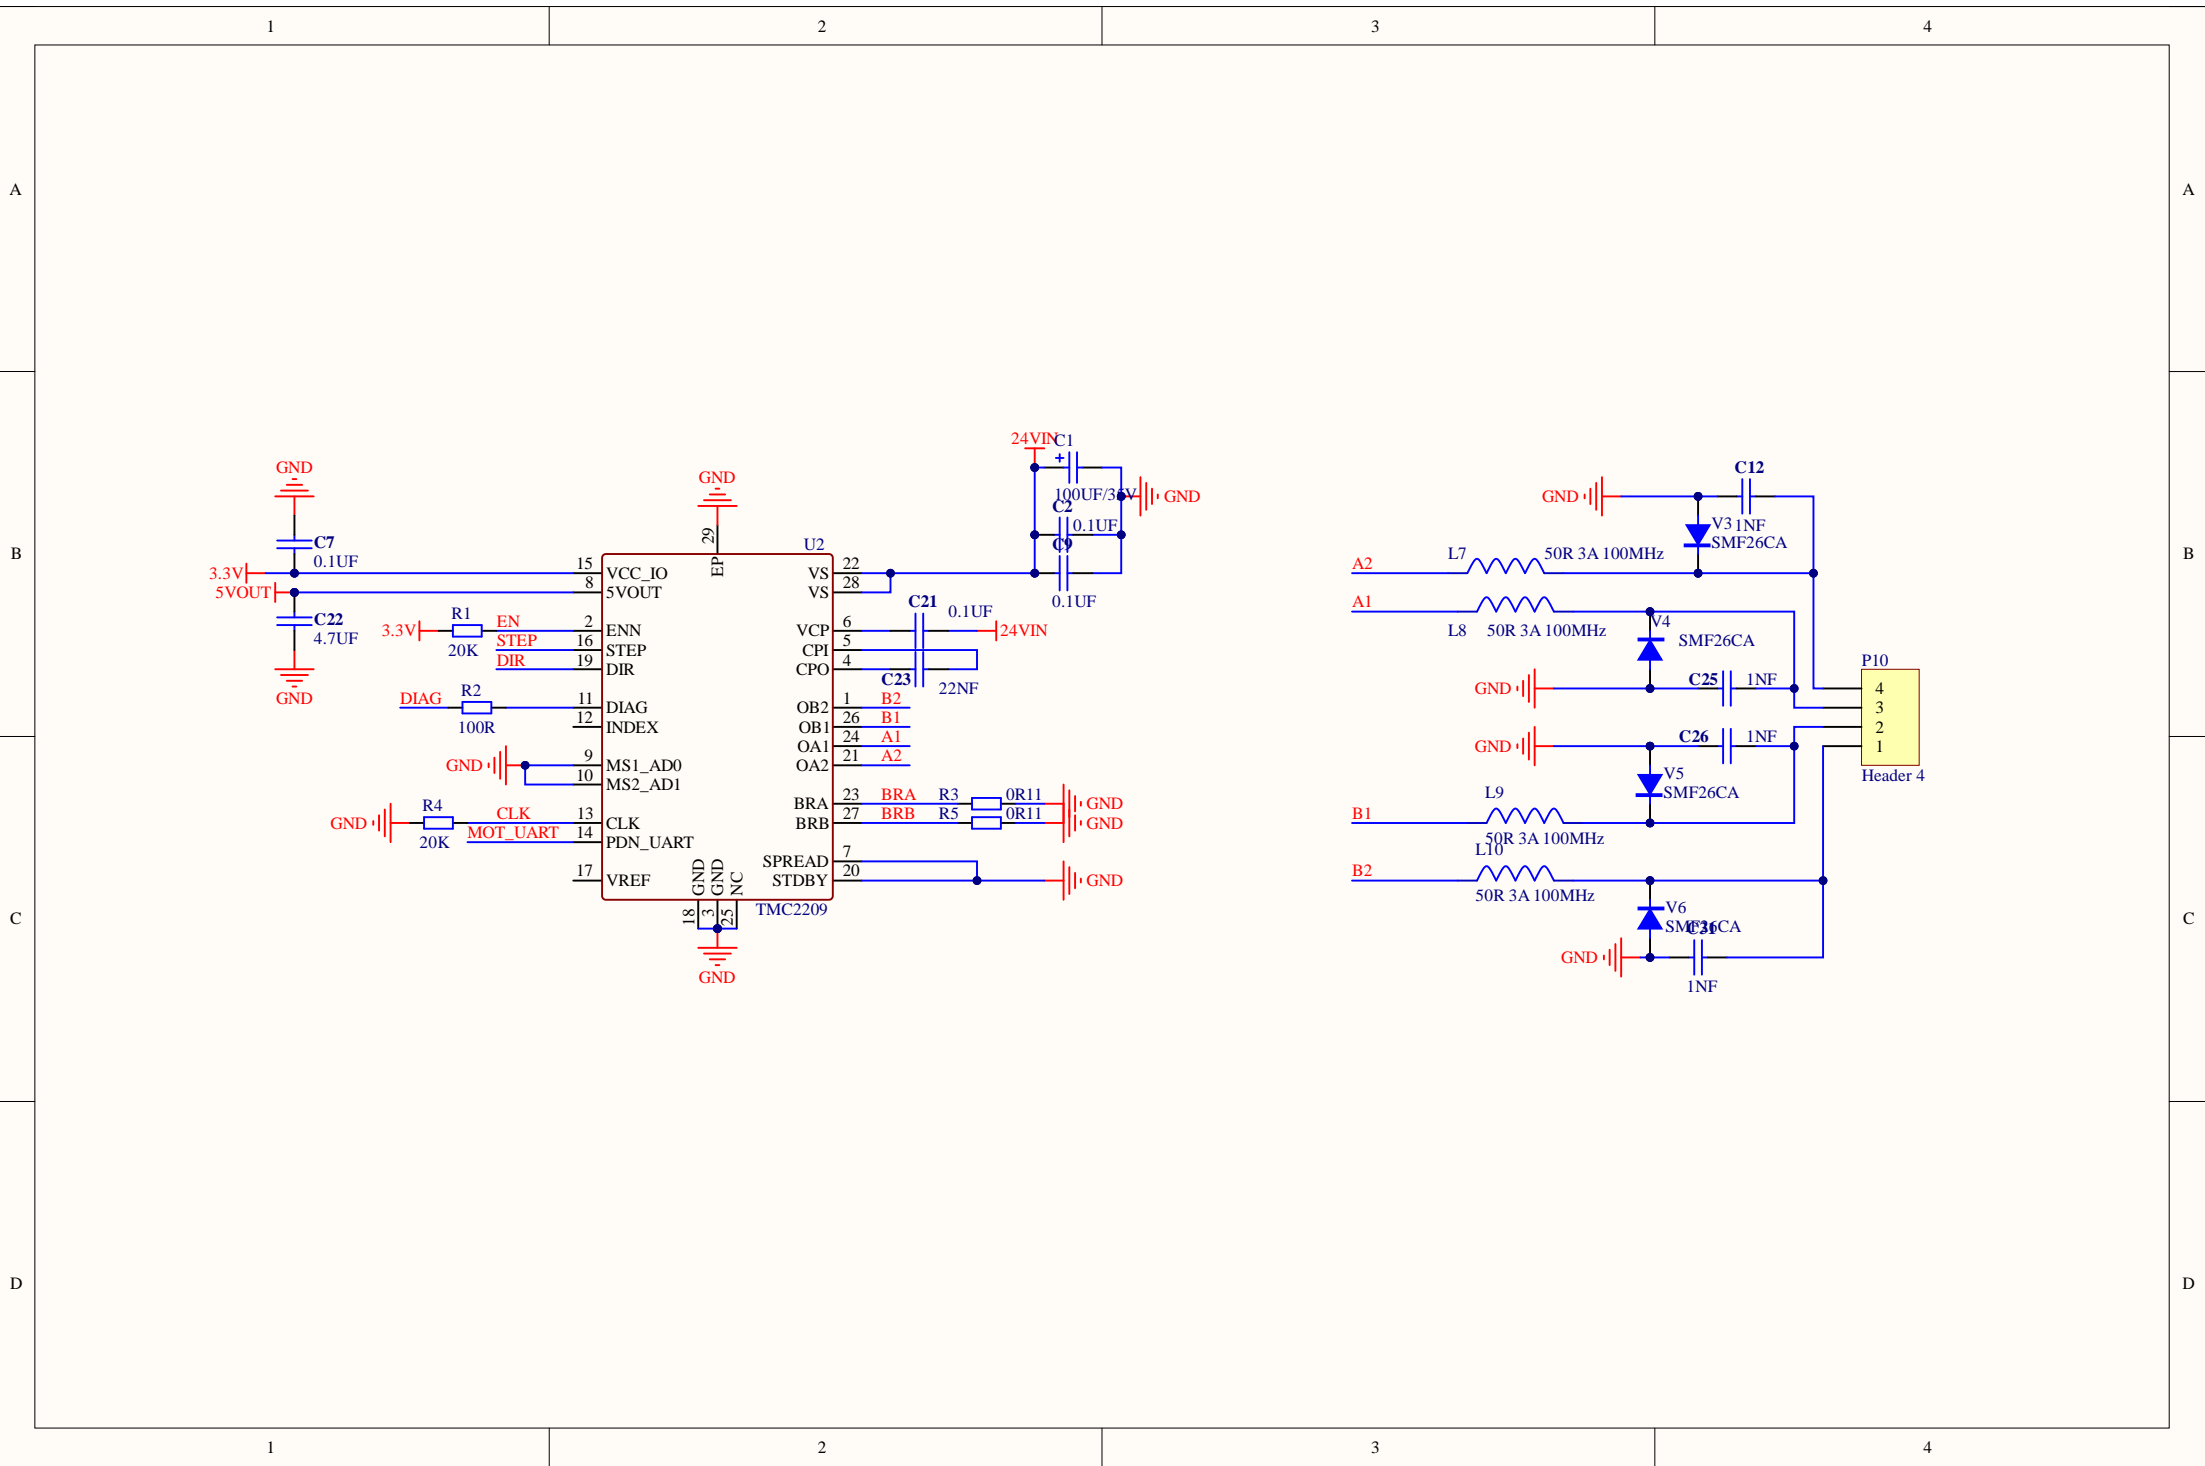 1 2 3 4
A A
24VIN C1
+
100UF/35V GND
C2
0.1UF
C9
0.1UF
GND
C7
0.1UF
3.3V
5VOUT
C22
4.7UF
GND
GND
29
EP
U2
15 VCC_IO
8 5VOUT
3.3V R1 EN 2 ENN
20K
STEP 16 STEP
DIR 19 DIR
DIAG R2 11 DIAG
100R
12 INDEX
GND 9 MS1_AD0
10 MS2_AD1
GND R4 CLK 13 CLK
20K
MOT_UART 14 PDN_UART
17 VREF
GND GND NC
18 3 25
GND
TMC2209
VS 22
VS 28
VCP 6 C21 0.1UF 24VIN
CPI 5
CPO 4
C23 22NF
OB2 1 B2
OB1 26 B1
OA1 24 A1
OA2 21 A2
BRA 23 BRA R3 0R11 GND
BRB 27 BRB R5 0R11 GND
SPREAD 7
STDBY 20 GND
C12
GND
V3 1NF
SMF26CA
A2 L7 50R 3A 100MHz
A1
L8 50R 3A 100MHz
V4
SMF26CA
GND C25 1NF
P10
4
3
2
1
Header 4
GND C26 1NF
V5
SMF26CA
L9
B1
50R 3A 100MHz
L10
B2
50R 3A 100MHz
V6
SMF26CA
C31
GND
1NF
B B
C C
D D
1 2 3 4